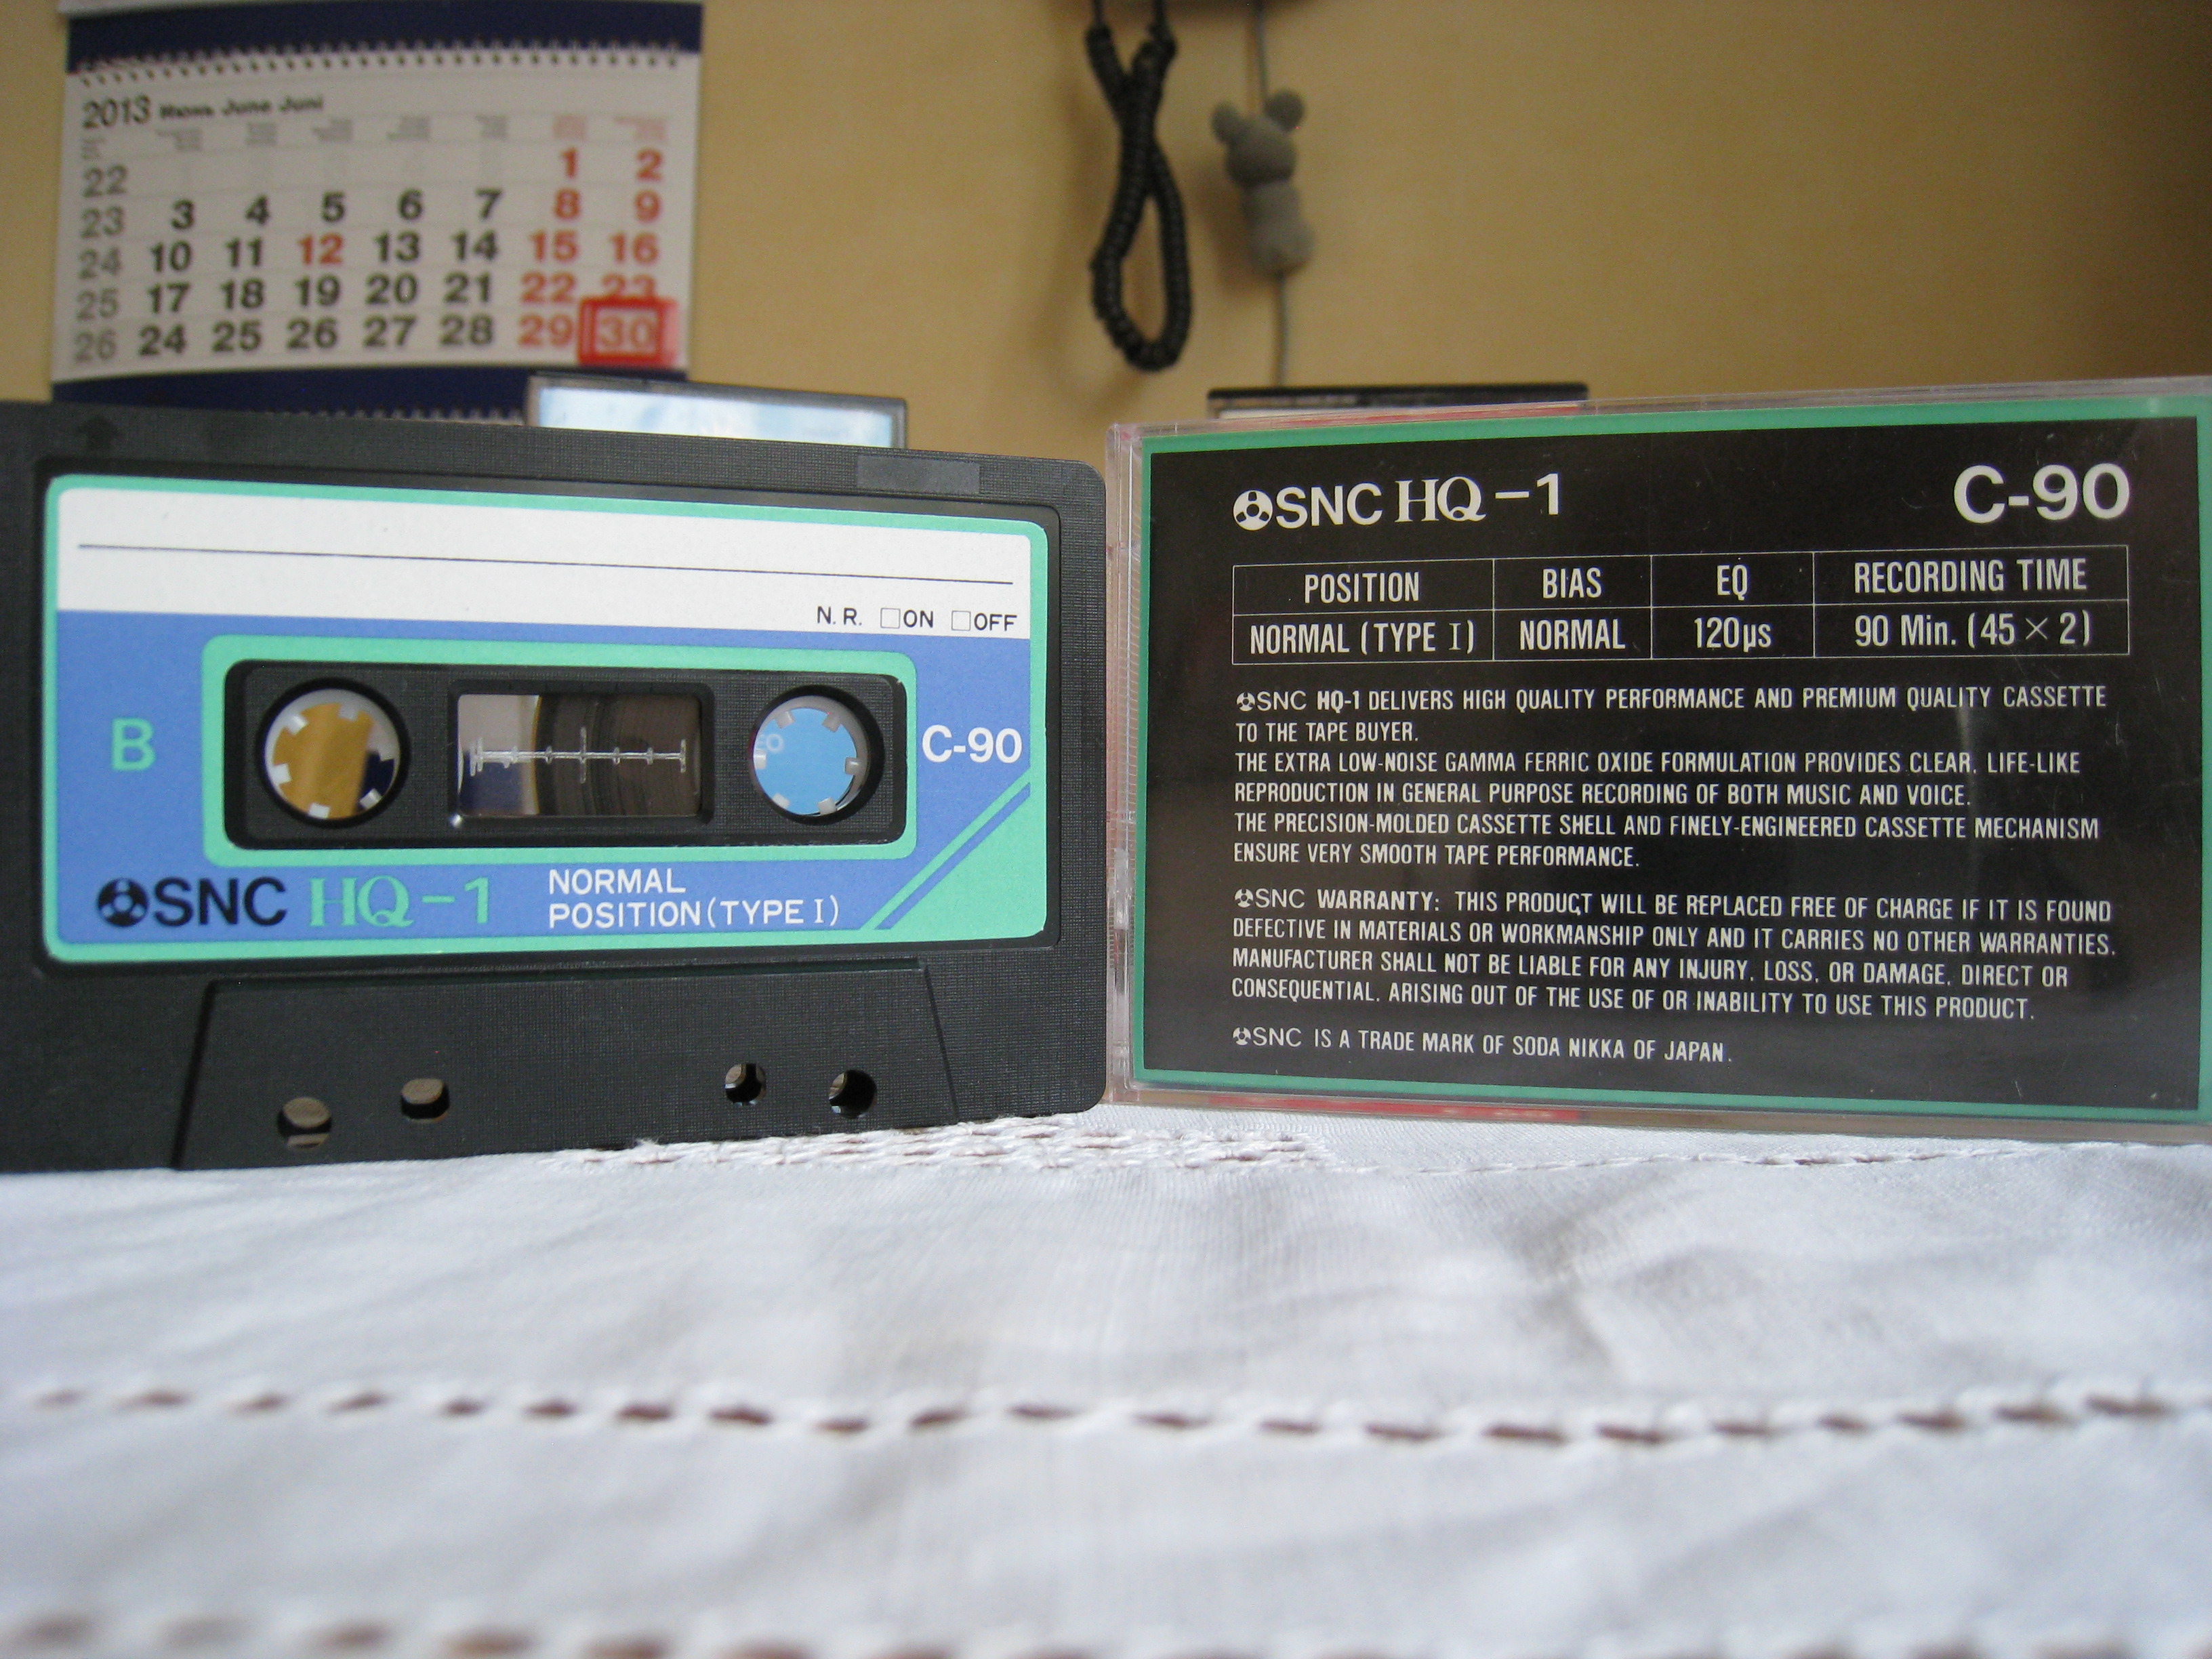 2013 Июнь June Juni
1 2
22
23 3 4 5 6 7 8 9
24 10 11 12 13 14 15 16
25 17 18 19 20 21 22 23
26 24 25 26 27 28 29 30
N.R. □ON □OFF
B
C-90
SNC HQ-1
NORMAL
POSITION (TYPE I)
SNC HQ-1
C-90
POSITION BIAS EQ RECORDING TIME
NORMAL (TYPE I) NORMAL 120µs 90 Min. (45 × 2)
SNC HQ-1 DELIVERS HIGH QUALITY PERFORMANCE AND PREMIUM QUALITY CASSETTE
TO THE TAPE BUYER.
THE EXTRA LOW-NOISE GAMMA FERRIC OXIDE FORMULATION PROVIDES CLEAR, LIFE-LIKE
REPRODUCTION IN GENERAL PURPOSE RECORDING OF BOTH MUSIC AND VOICE.
THE PRECISION-MOLDED CASSETTE SHELL AND FINELY-ENGINEERED CASSETTE MECHANISM
ENSURE VERY SMOOTH TAPE PERFORMANCE.
SNC WARRANTY: THIS PRODUCT WILL BE REPLACED FREE OF CHARGE IF IT IS FOUND
DEFECTIVE IN MATERIALS OR WORKMANSHIP ONLY AND IT CARRIES NO OTHER WARRANTIES.
MANUFACTURER SHALL NOT BE LIABLE FOR ANY INJURY, LOSS, OR DAMAGE, DIRECT OR
CONSEQUENTIAL, ARISING OUT OF THE USE OF OR INABILITY TO USE THIS PRODUCT.
SNC IS A TRADE MARK OF SODA NIKKA OF JAPAN.